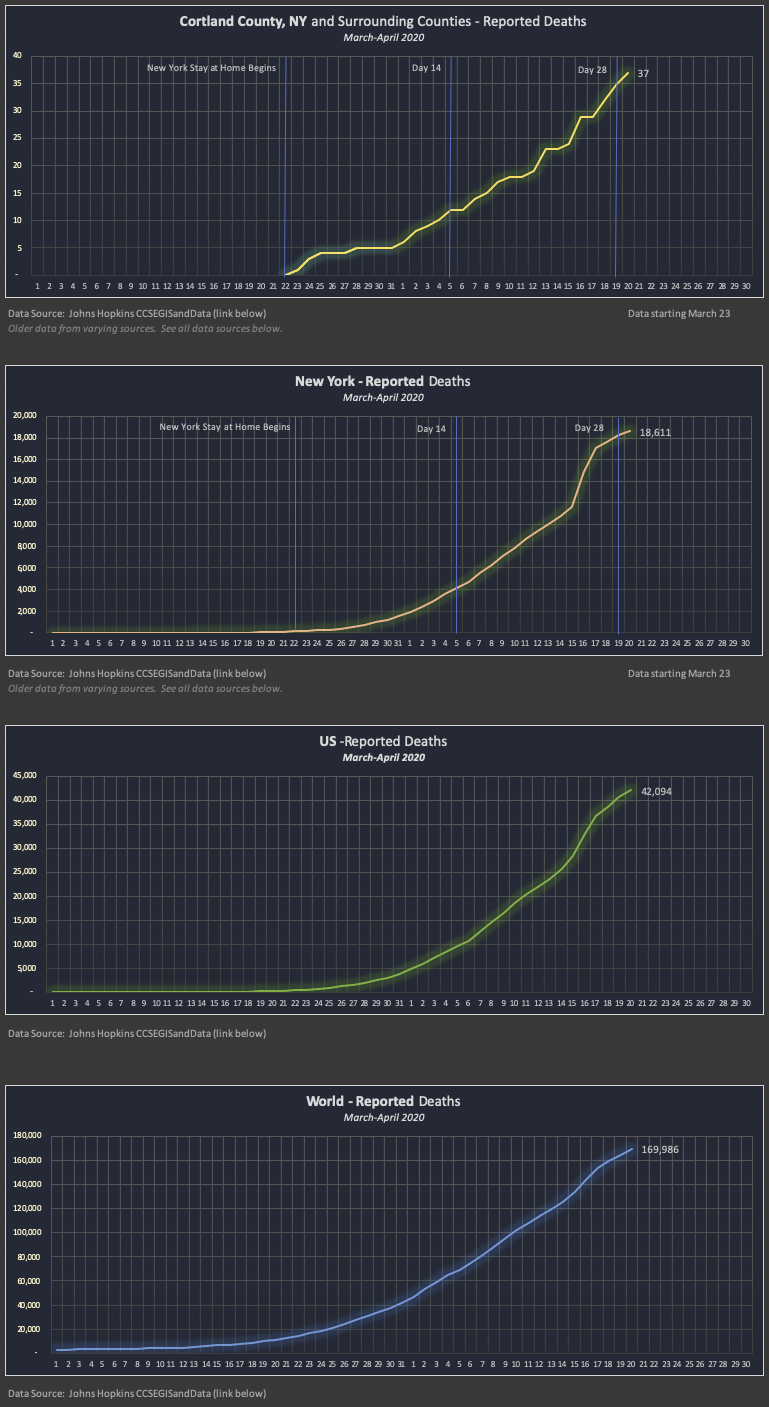 Cortland County, NY and Surrounding Counties - Reported Deaths
March-April 2020
40
35
30
25
20
15
10
5
-
New York Stay at Home Begins
Day 14
Day 28
37
1 2 3 4 5 6 7 8 9 10 11 12 13 14 15 16 17 18 19 20 21 22 23 24 25 26 27 28 29 30 31 1 2 3 4 5 6 7 8 9 10 11 12 13 14 15 16 17 18 19 20 21 22 23 24 25 26 27 28 29 30
Data Source: Johns Hopkins CCSEGISandData (link below) Data starting March 23
Older data from varying sources. See all data sources below.
New York - Reported Deaths
March-April 2020
20,000
18,000
16,000
14,000
12,000
10,000
8,000
6,000
4000
2000
-
New York Stay at Home Begins
Day 14
Day 28
18,611
1 2 3 4 5 6 7 8 9 10 11 12 13 14 15 16 17 18 19 20 21 22 23 24 25 26 27 28 29 30 31 1 2 3 4 5 6 7 8 9 10 11 12 13 14 15 16 17 18 19 20 21 22 23 24 25 26 27 28 29 30
Data Source: Johns Hopkins CCSEGISandData (link below) Data starting March 23
Older data from varying sources. See all data sources below.
US -Reported Deaths
March-April 2020
45,000
40,000
35,000
30,000
25,000
20,000
15,000
10,000
5000
-
42,094
1 2 3 4 5 6 7 8 9 10 11 12 13 14 15 16 17 18 19 20 21 22 23 24 25 26 27 28 29 30 31 1 2 3 4 5 6 7 8 9 10 11 12 13 14 15 16 17 18 19 20 21 22 23 24 25 26 27 28 29 30
Data Source: Johns Hopkins CCSEGISandData (link below)
World - Reported Deaths
March-April 2020
180,000
160,000
140,000
120,000
100,000
80,000
60,000
40,000
20,000
-
169,986
1 2 3 4 5 6 7 8 9 10 11 12 13 14 15 16 17 18 19 20 21 22 23 24 25 26 27 28 29 30 31 1 2 3 4 5 6 7 8 9 10 11 12 13 14 15 16 17 18 19 20 21 22 23 24 25 26 27 28 29 30
Data Source: Johns Hopkins CCSEGISandData (link below)